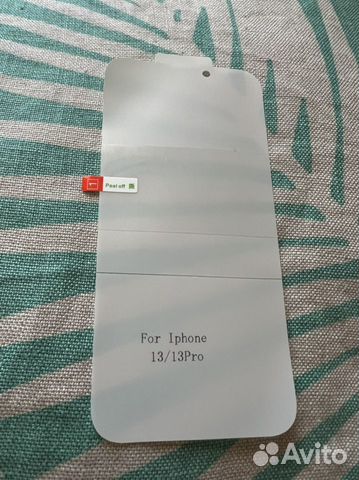 Peel off
For Iphone
13/13Pro
Avito